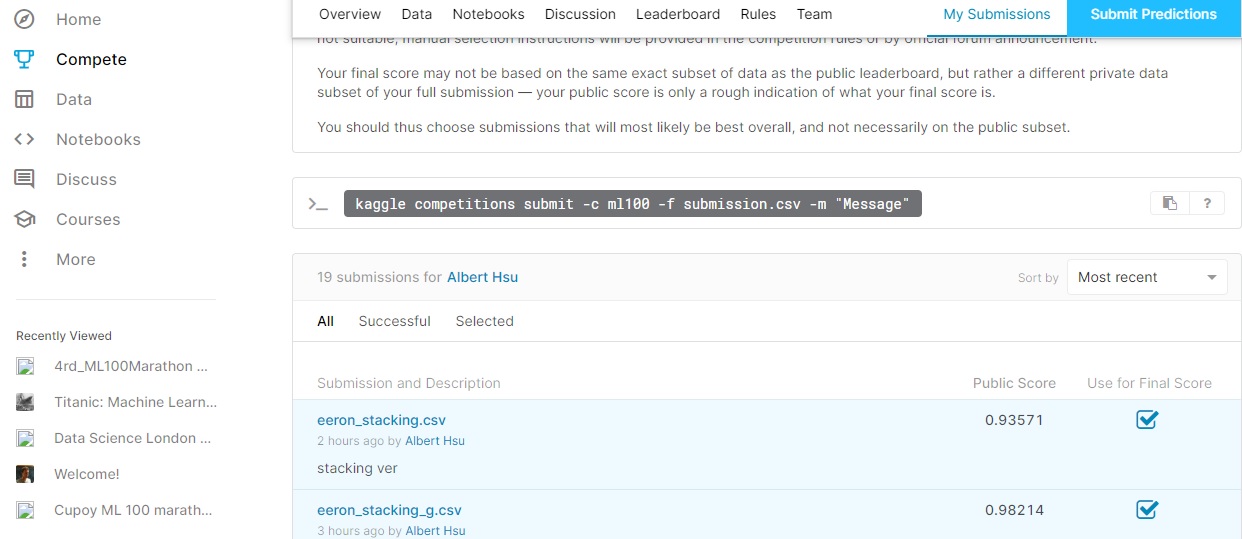 Home
Compete
Data
Notebooks
Discuss
Courses
More
Recently Viewed
4rd_ML100Marathon ...
Titanic: Machine Learn...
Data Science London ...
Welcome!
Cupoy ML 100 marath...
Overview Data Notebooks Discussion Leaderboard Rules Team My Submissions Submit Predictions
not suitable, manual selection instructions will be provided in the competition rules or by official forum announcement.
Your final score may not be based on the same exact subset of data as the public leaderboard, but rather a different private data
subset of your full submission — your public score is only a rough indication of what your final score is.
You should thus choose submissions that will most likely be best overall, and not necessarily on the public subset.
>_ kaggle competitions submit -c ml100 -f submission.csv -m "Message" ?
19 submissions for Albert Hsu Sort by Most recent
All Successful Selected
Submission and Description Public Score Use for Final Score
eeron_stacking.csv 0.93571
2 hours ago by Albert Hsu
stacking ver
eeron_stacking_g.csv 0.98214
3 hours ago by Albert Hsu